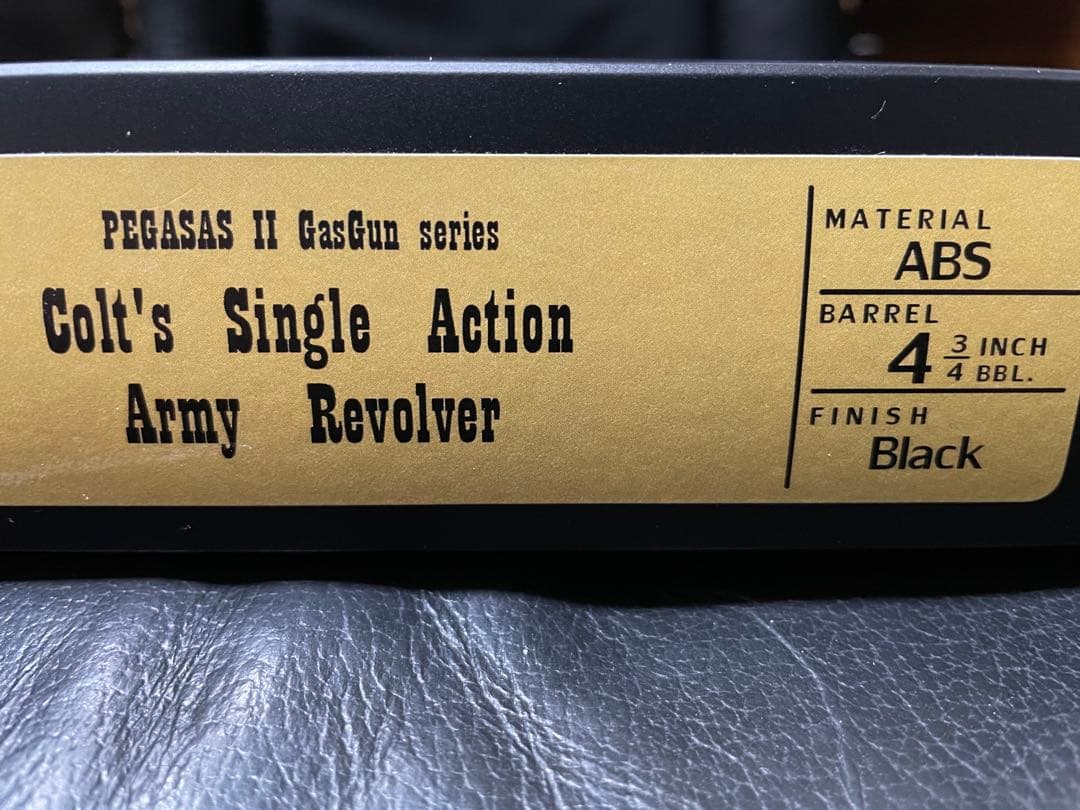 PEGASAS II GasGun series
Colt's Single Action
Army Revolver
MATERIAL
ABS
BARREL
4 3/4 INCH BBL.
FINISH
Black